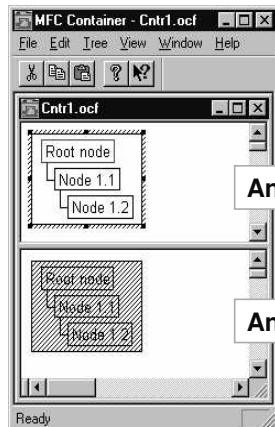 MFC Container - Cntr1.ocf
File Edit Tree View Window Help
Cntr1.ocf
Root node
Node 1.1
Node 1.2
An
Root node
Node 1.1
Node 1.2
An
Ready